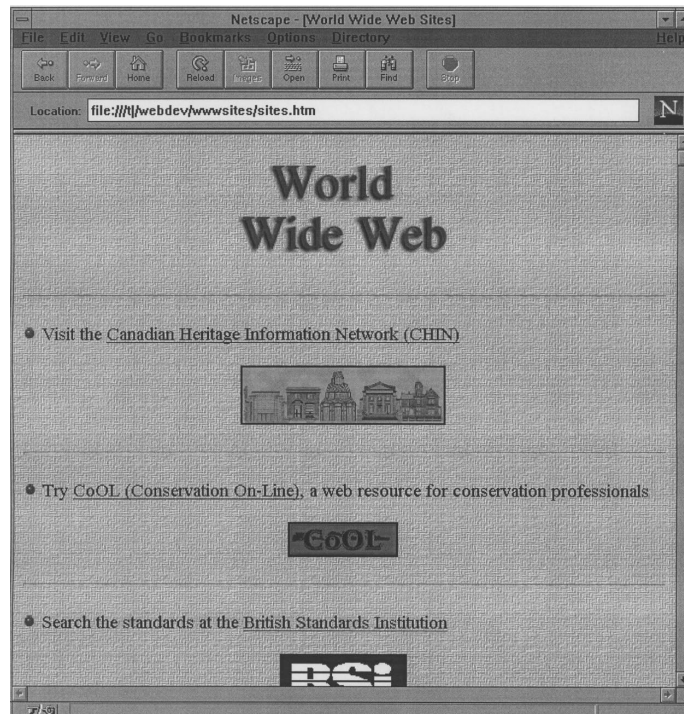 Netscape - [World Wide Web Sites]
File Edit View Go Bookmarks Options Directory Help
Back Forward Home Reload Images Open Print Find Stop
Location: file:///t|/webdev/wwwsites/sites.htm
N
World
Wide Web
Visit the Canadian Heritage Information Network (CHIN)
Try CoOL (Conservation On-Line), a web resource for conservation professionals
CoOL
Search the standards at the British Standards Institution
BSi